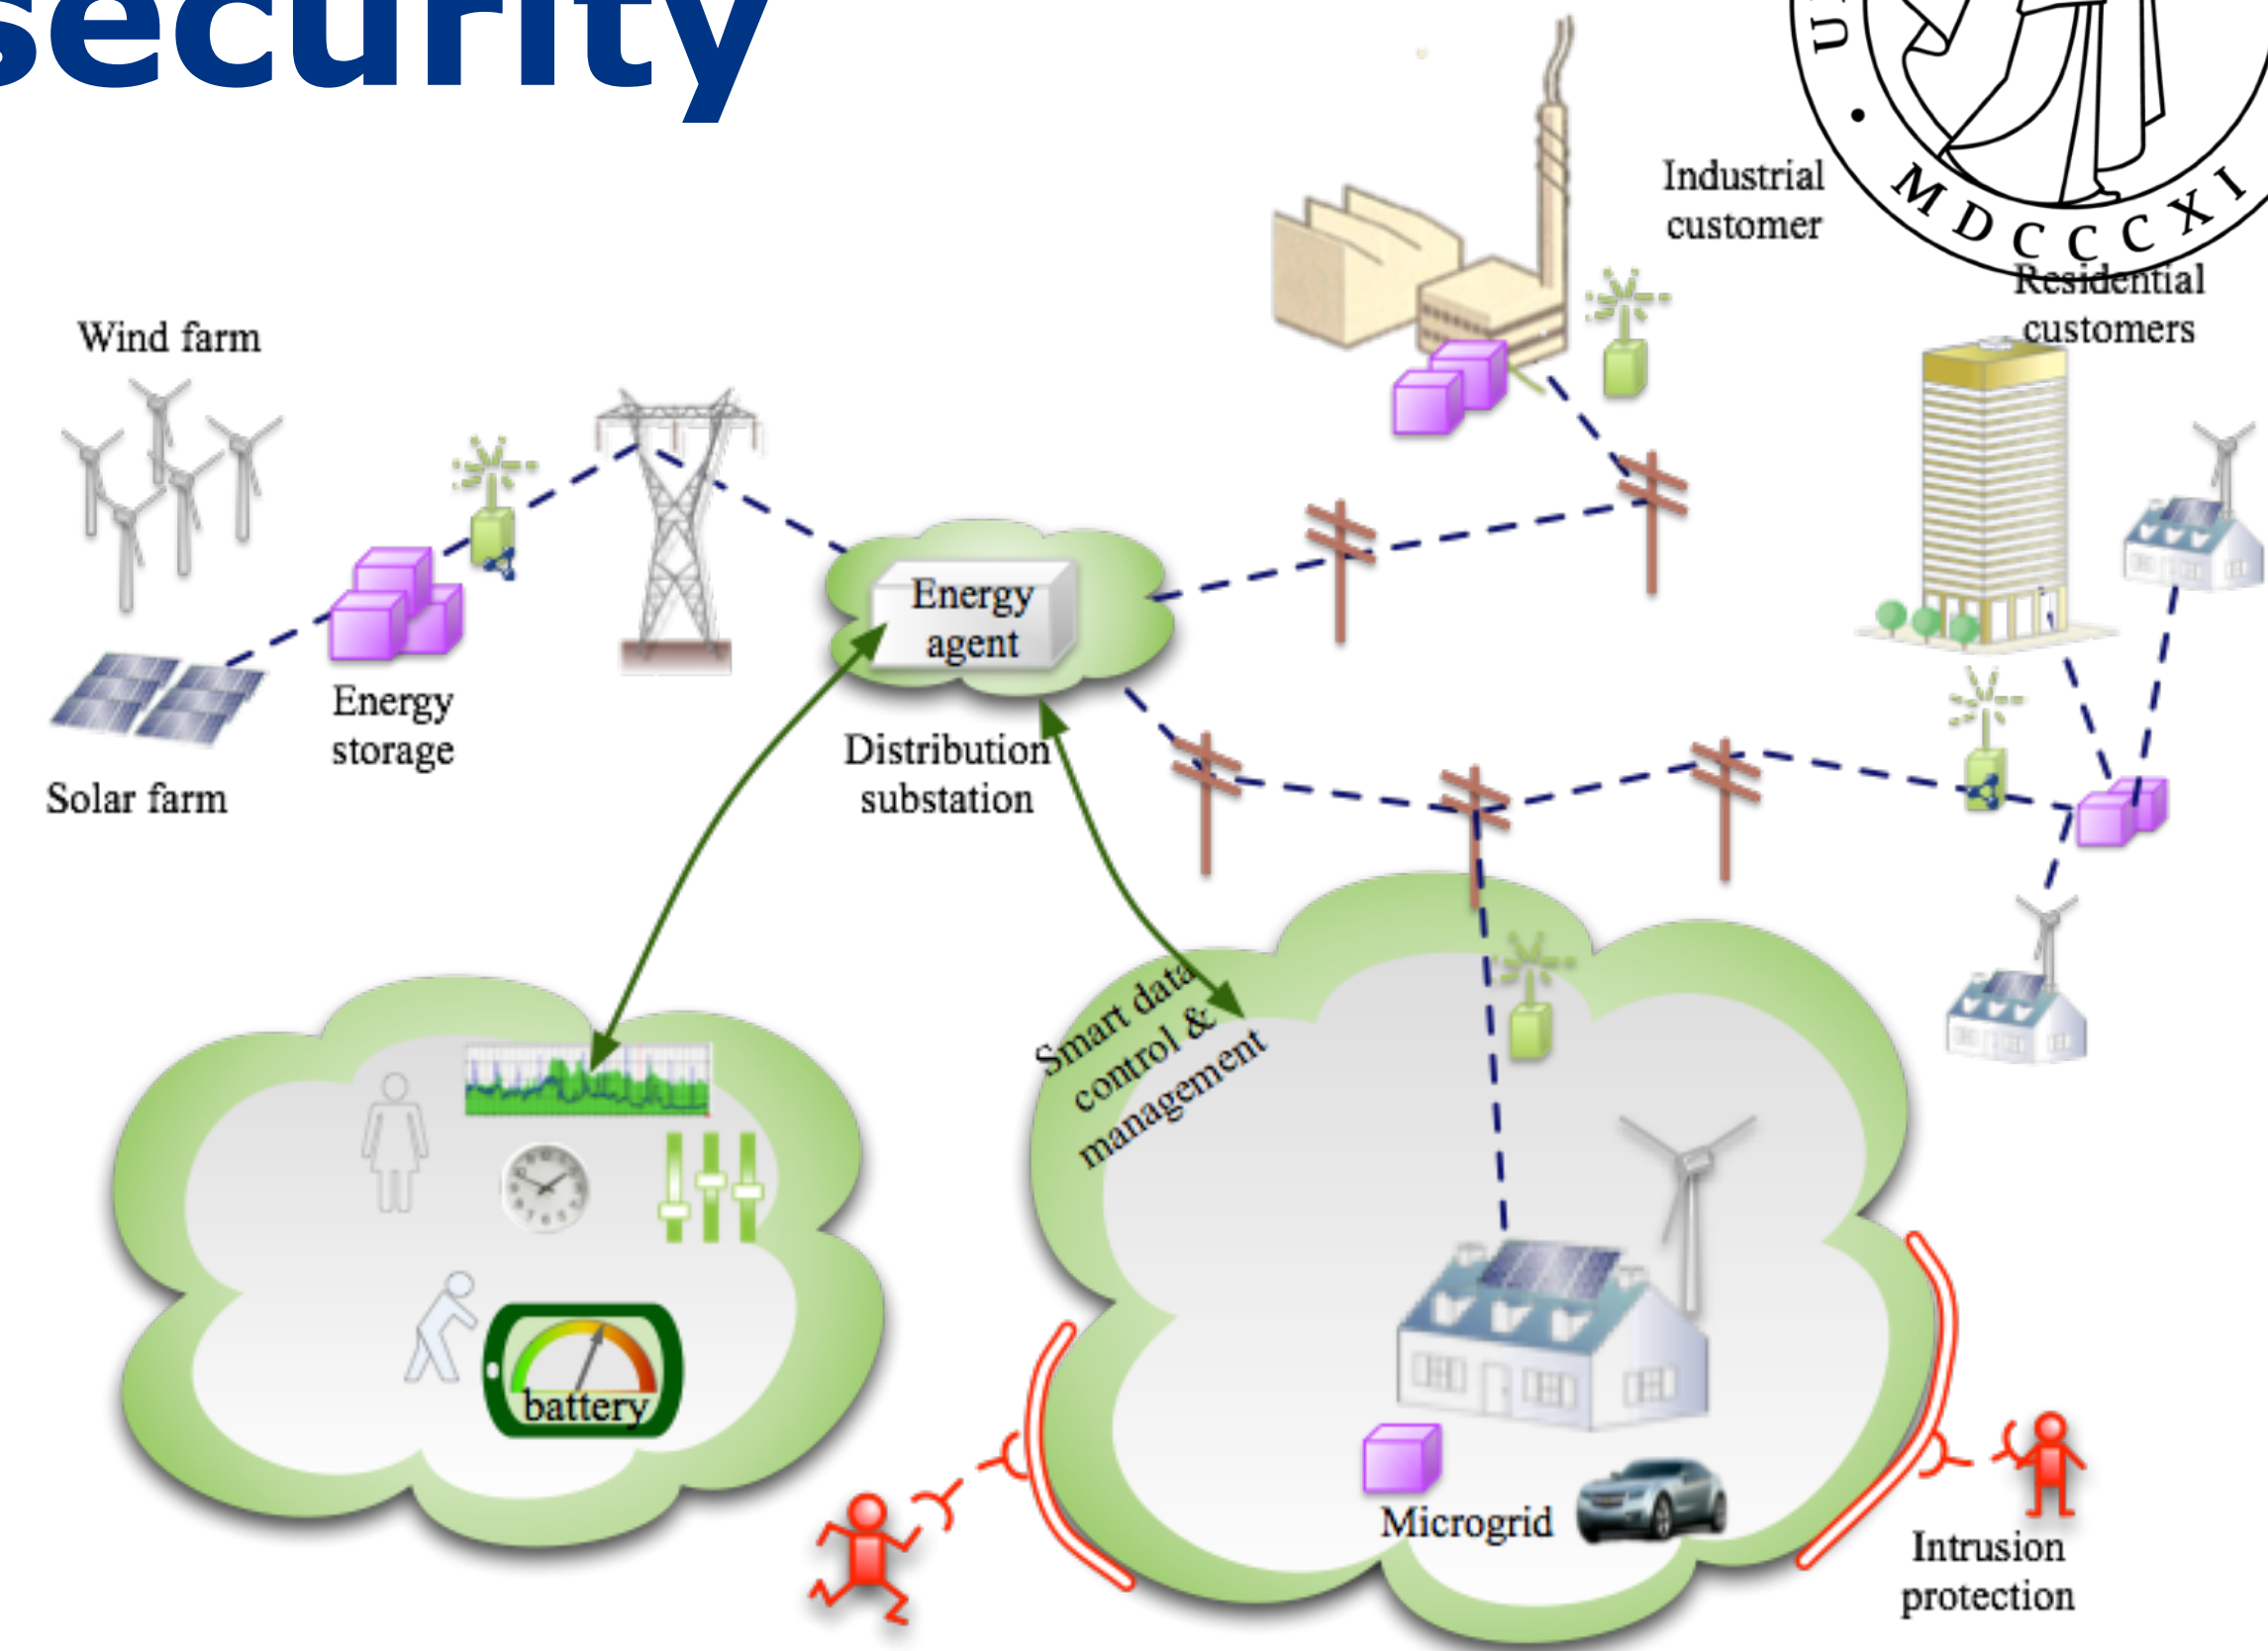 security
U
• MDCCCXI
Industrial
customer
Residential
customers
Wind farm
Energy
agent
Energy
storage
Distribution
substation
Solar farm
Smart data
control &
management
battery
Microgrid
Intrusion
protection